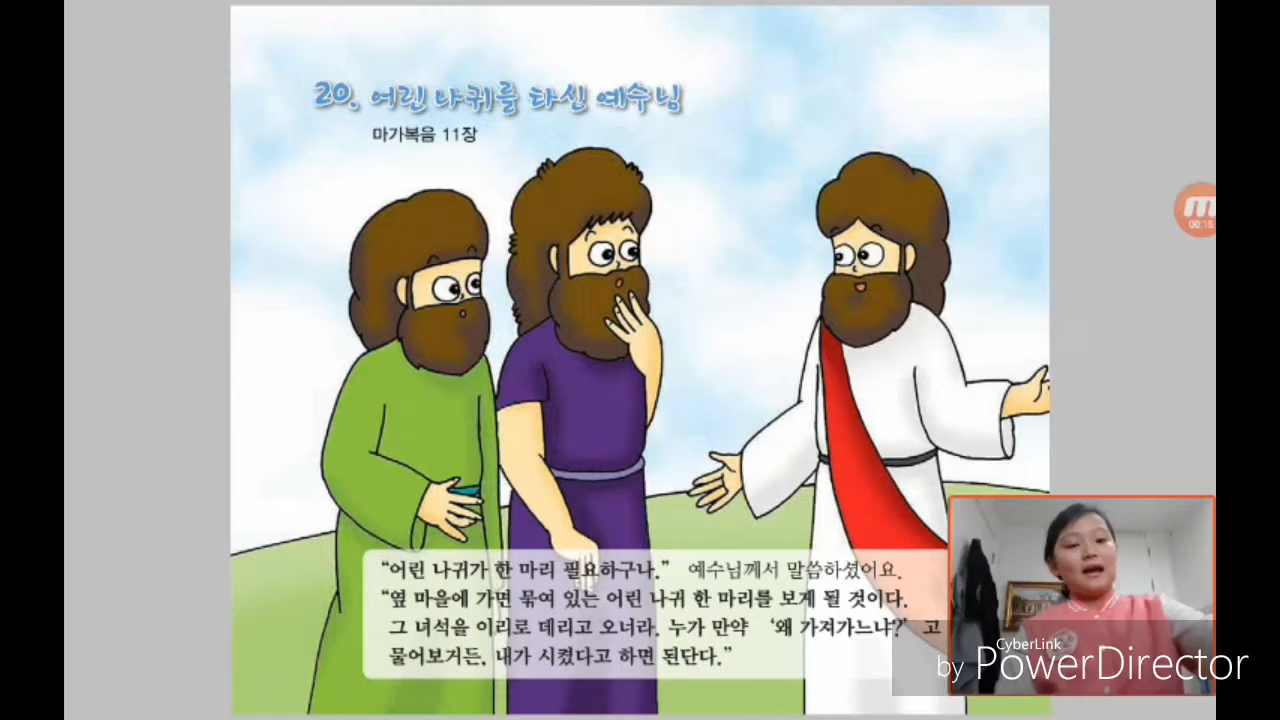 20. 어린 나귀를 타신 예수님
마가복음 11장
00:15
“어린 나귀가 한 마리 필요하구나.” 예수님께서 말씀하셨어요.
“옆 마을에 가면 묶여 있는 어린 나귀 한 마리를 보게 될 것이다.
그 녀석을 이리로 데리고 오너라. 누가 만약 ‘왜 가져가느냐?’ 고
물어보거든, 내가 시켰다고 하면 된단다.”
CyberLink
by PowerDirector